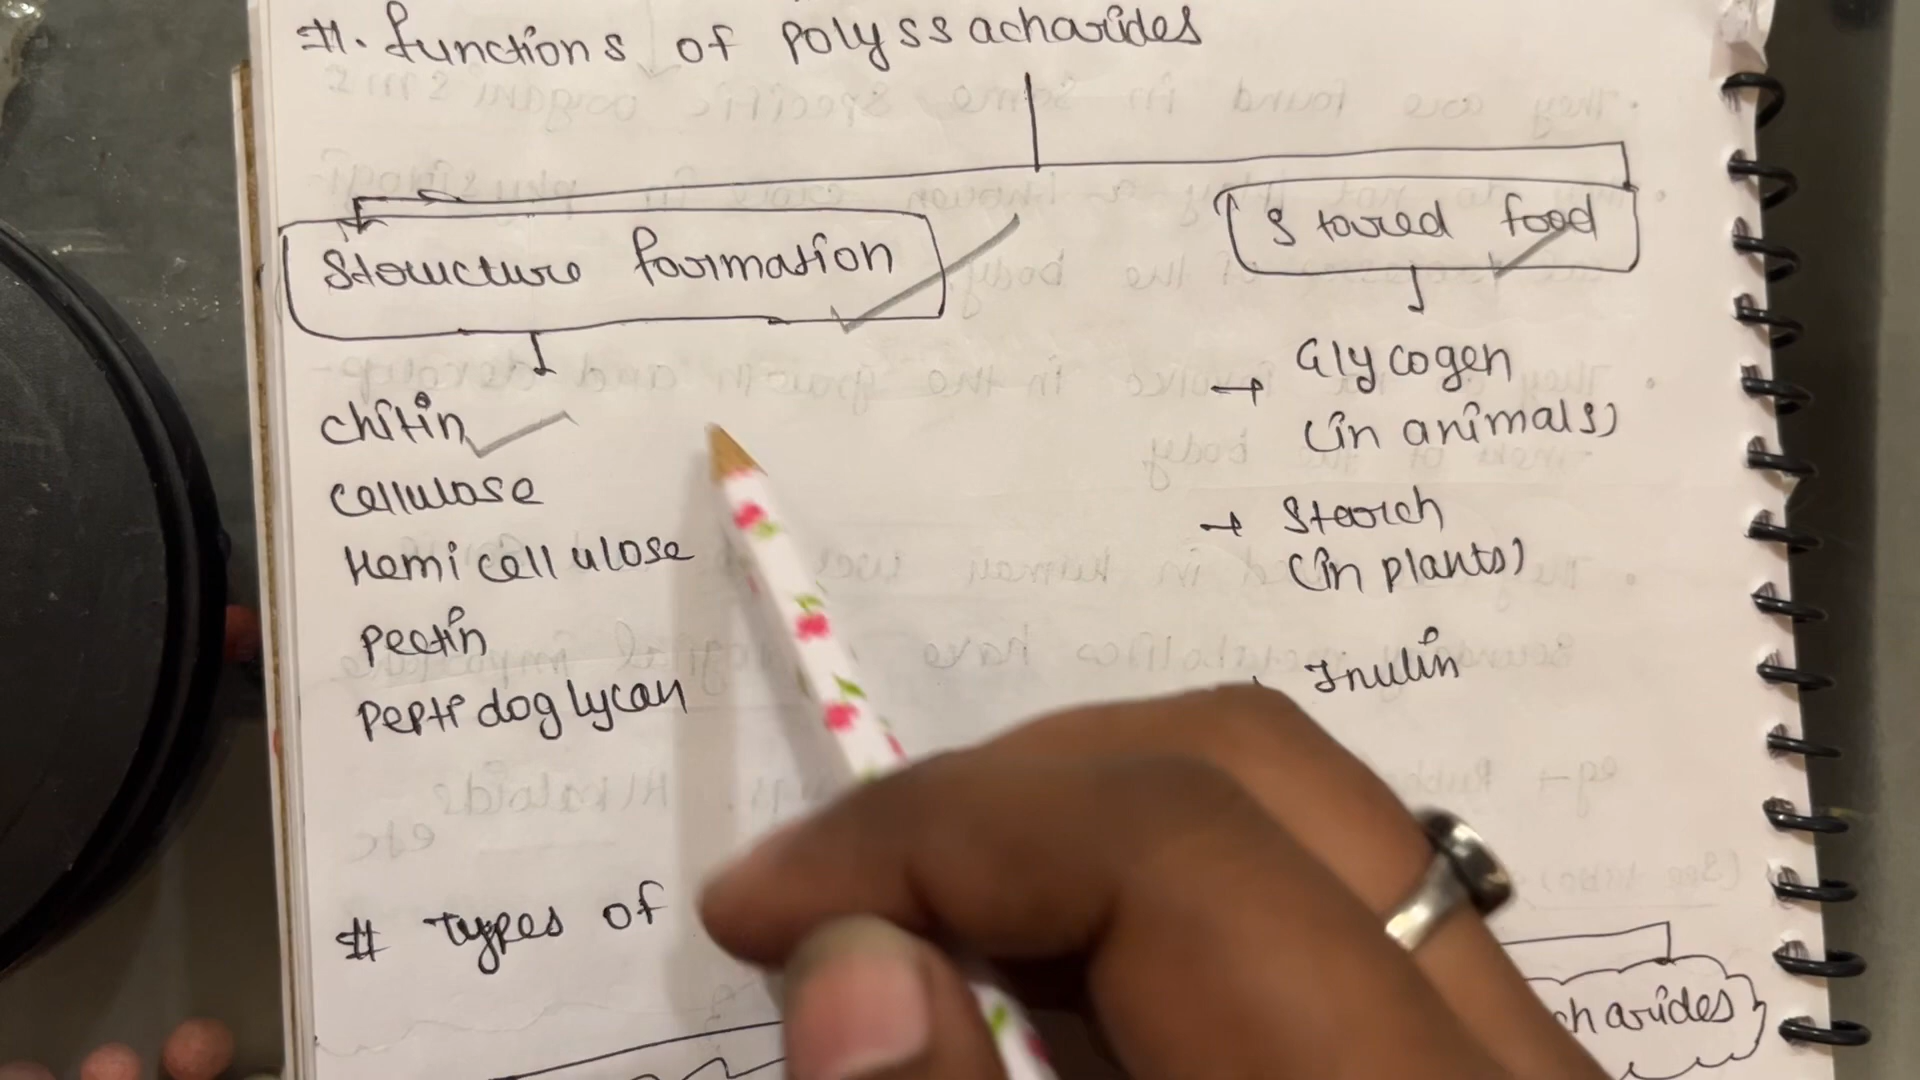 #. functions of polyssacharides
Structure formation
Stored food
chitin
cellulose
Hemicellulose
Pectin
Peptidoglycan
→ Glycogen
(in animals)
→ Starch
(in plants)
Inulin
# types of
charides